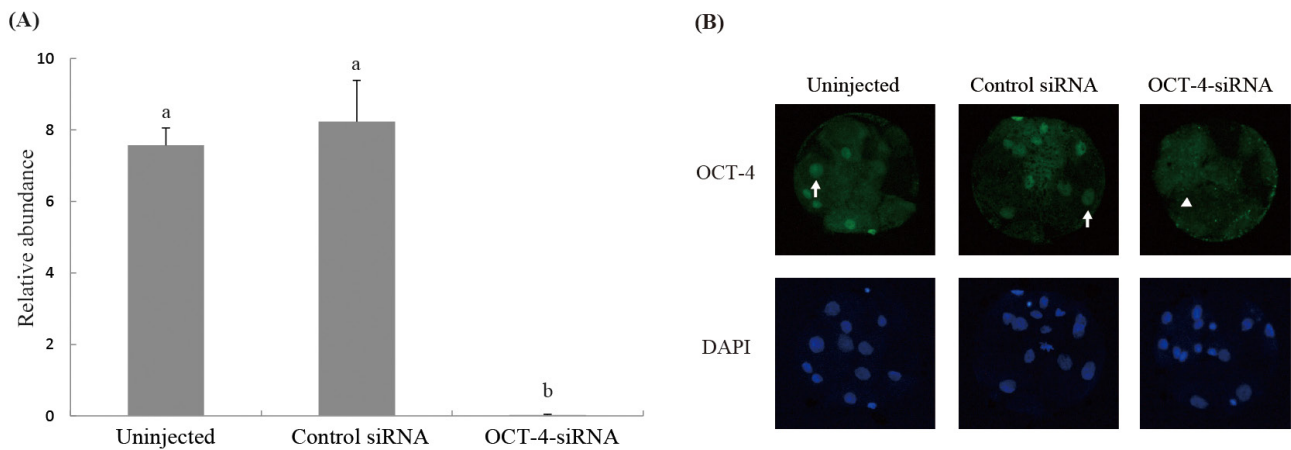 (A)
10
8
6
4
2
0
Relative abundance
a
a
b
Uninjected
Control siRNA
OCT-4-siRNA
(B)
Uninjected
Control siRNA
OCT-4-siRNA
OCT-4
DAPI